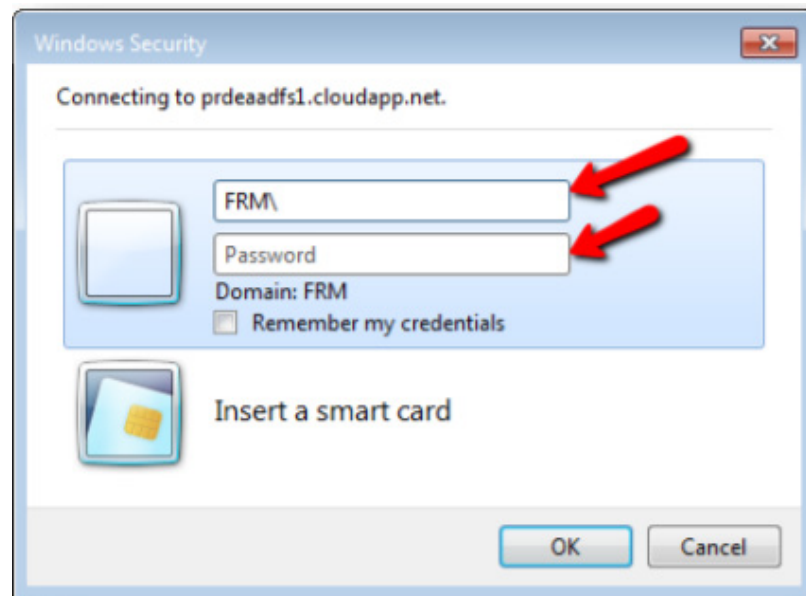 Windows Security
Connecting to prdeaadfs1.cloudapp.net.
FRM\
Password
Domain: FRM
Remember my credentials
Insert a smart card
OK Cancel